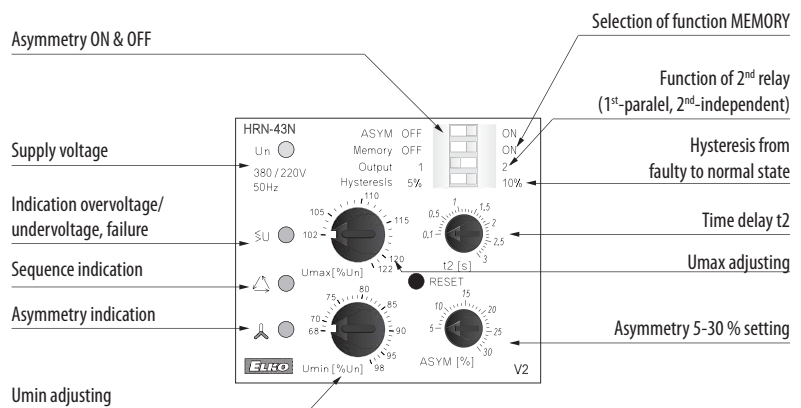 Asymmetry ON & OFF
Supply voltage
Indication overvoltage/
undervoltage, failure
Sequence indication
Asymmetry indication
Umin adjusting
HRN-43N
Un
380 / 220V
50Hz
ASYM OFF ON
Memory OFF ON
Output 1 2
Hysteresis 5% 10%
≶U
102 105 110 115 120 122
Umax[%Un]
0.1 0.5 1 1,5 2 2,5 3
t2 [s]
RESET
68 70 75 80 85 90 95 98
Umin[%Un]
5 10 15 20 25 30
ASYM [%]
ELKO
V2
Selection of function MEMORY
Function of 2nd relay
(1st-paralel, 2nd-independent)
Hysteresis from
faulty to normal state
Time delay t2
Umax adjusting
Asymmetry 5-30 % setting